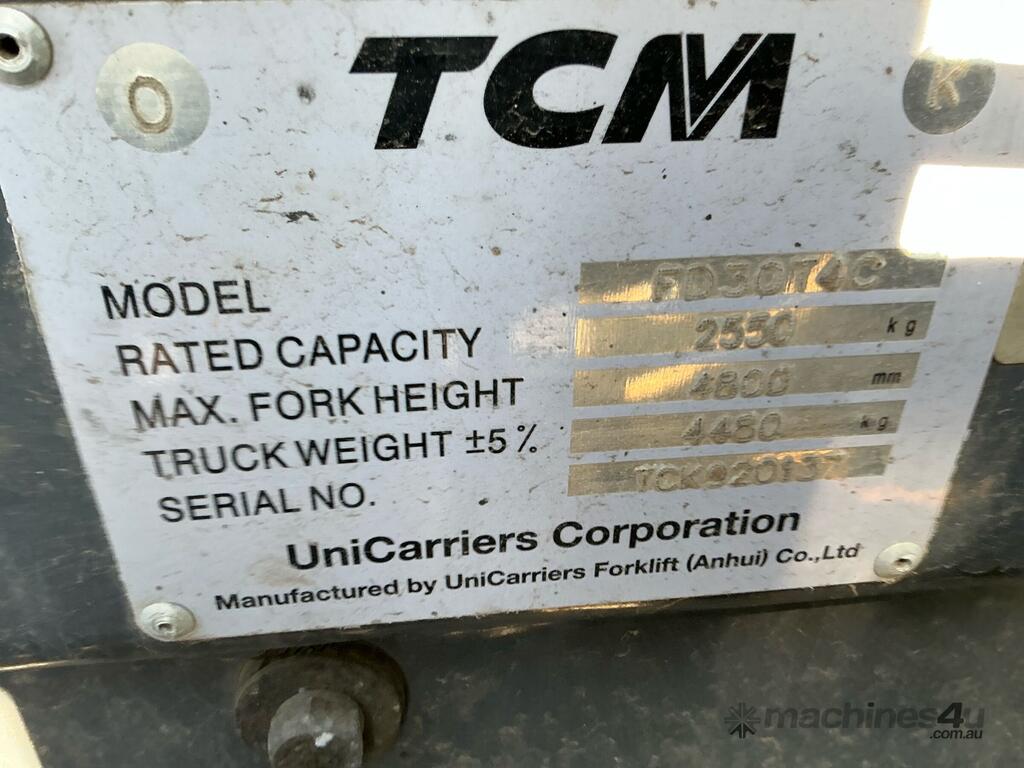 O TCM K
MODEL FD30T4C
RATED CAPACITY 2550 kg
MAX. FORK HEIGHT 4800 mm
TRUCK WEIGHT ±5% kg
SERIAL NO.
UniCarriers Corporation
Manufactured by UniCarriers Forklift (Anhui) Co.,Ltd
machines4u
.com.au